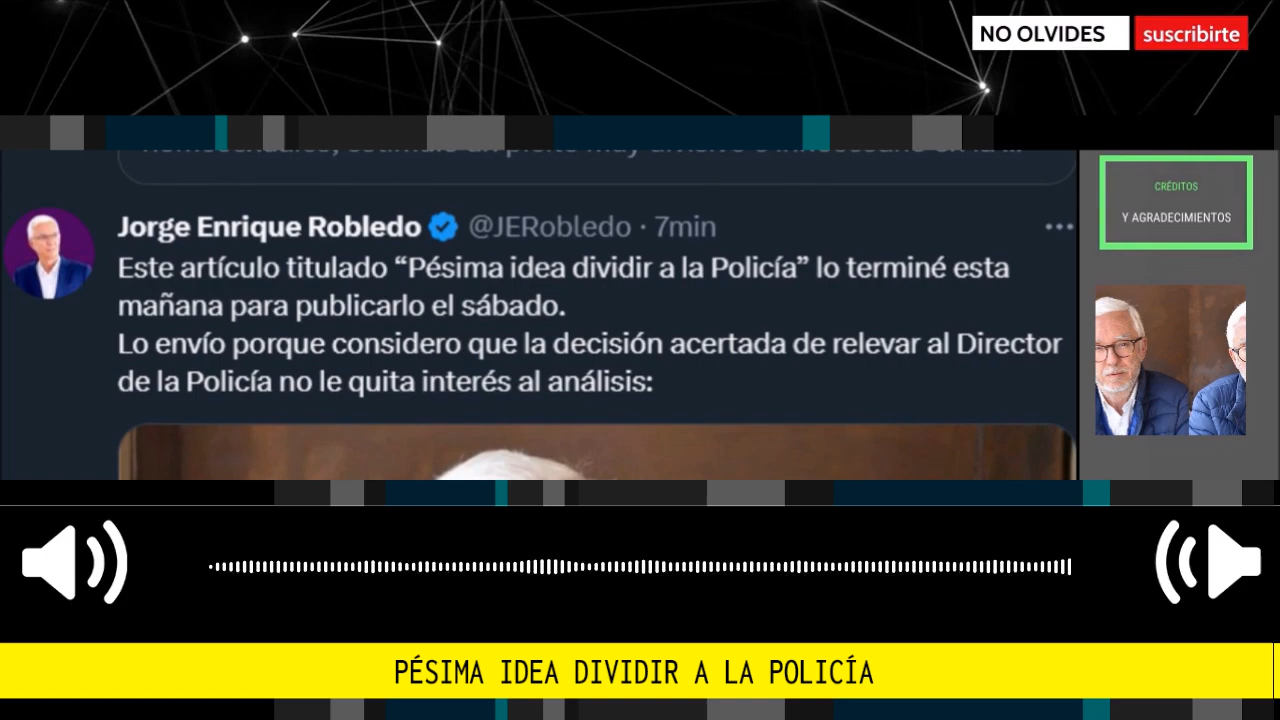 NO OLVIDES suscribirte
CRÉDITOS
Y AGRADECIMIENTOS
Jorge Enrique Robledo @JERobledo · 7min
Este artículo titulado “Pésima idea dividir a la Policía” lo terminé esta
mañana para publicarlo el sábado.
Lo envío porque considero que la decisión acertada de relevar al Director
de la Policía no le quita interés al análisis:
PÉSIMA IDEA DIVIDIR A LA POLICÍA